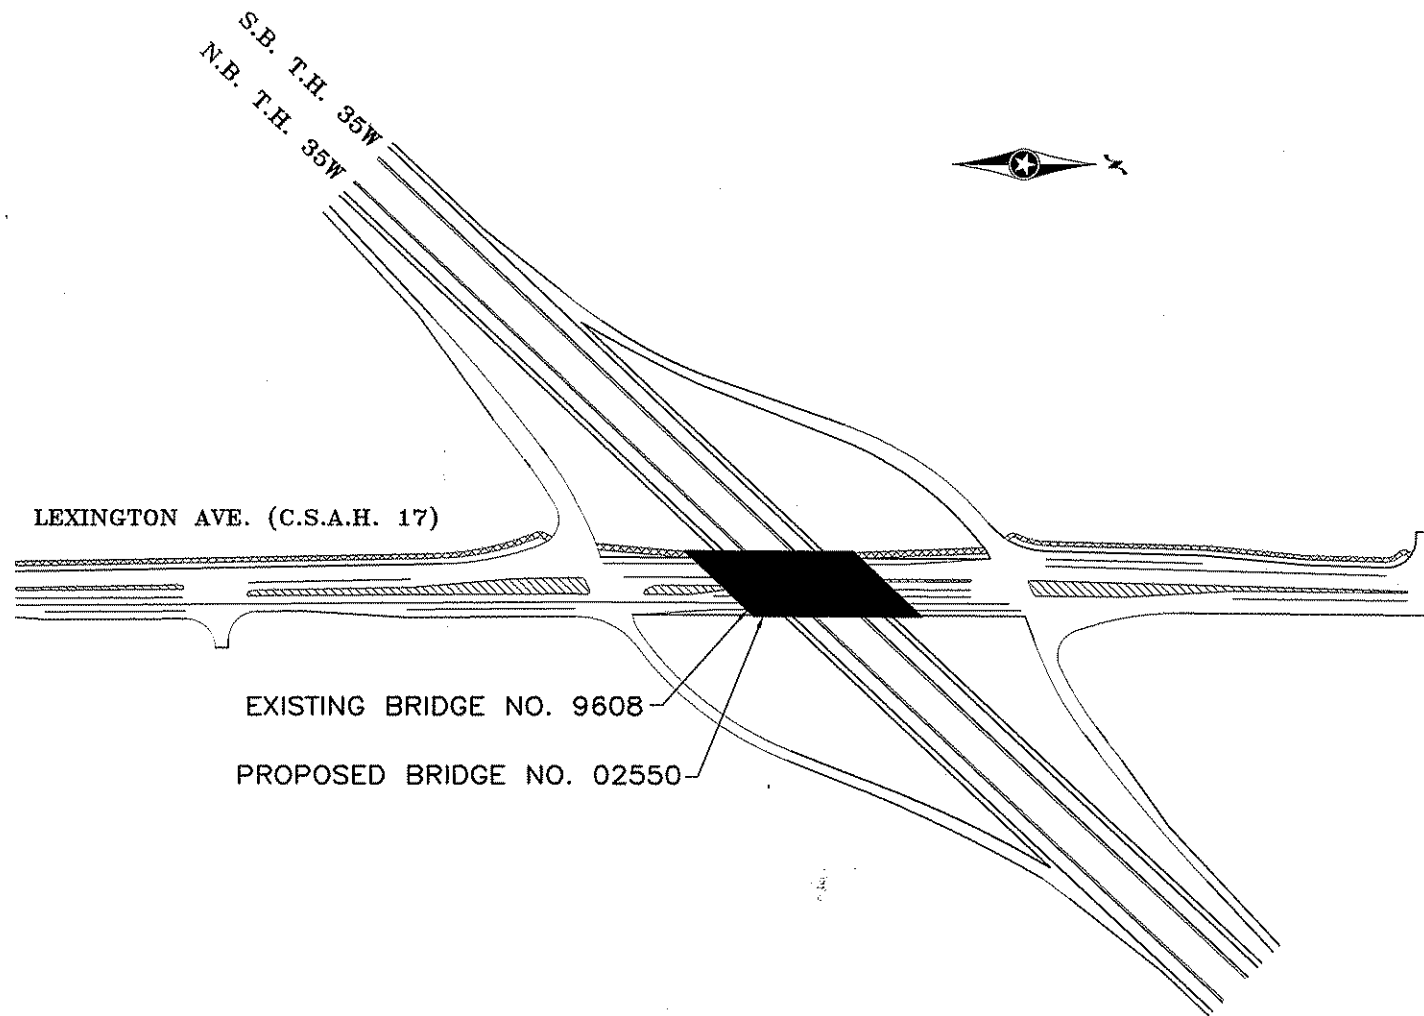 S.B. T.H. 35W
N.B. T.H. 35W
LEXINGTON AVE. (C.S.A.H. 17)
EXISTING BRIDGE NO. 9608
PROPOSED BRIDGE NO. 02550